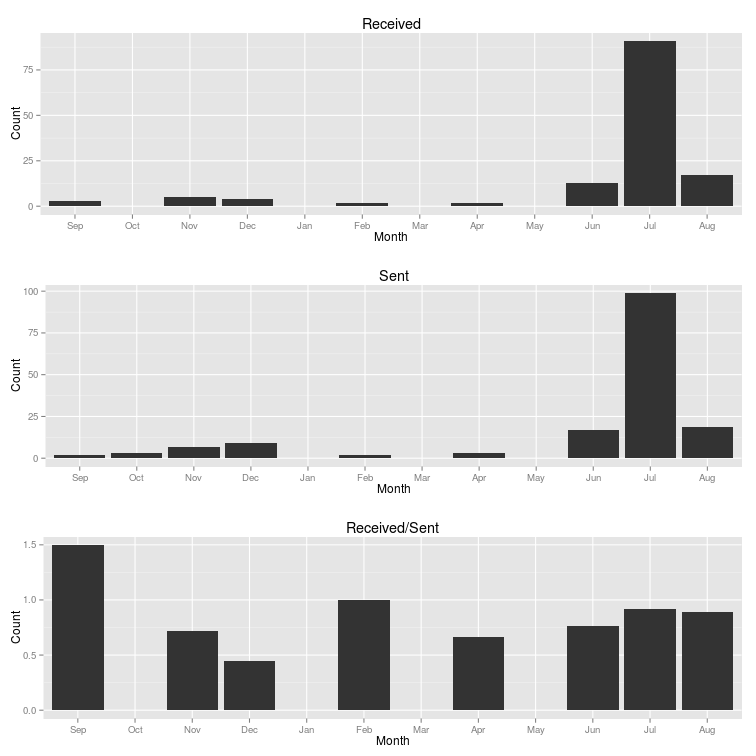 Received
75
50
25
0
Count
Sep Oct Nov Dec Jan Feb Mar Apr May Jun Jul Aug
Month
Sent
100
75
50
25
0
Count
Sep Oct Nov Dec Jan Feb Mar Apr May Jun Jul Aug
Month
Received/Sent
1.5
1.0
0.5
0.0
Count
Sep Oct Nov Dec Jan Feb Mar Apr May Jun Jul Aug
Month